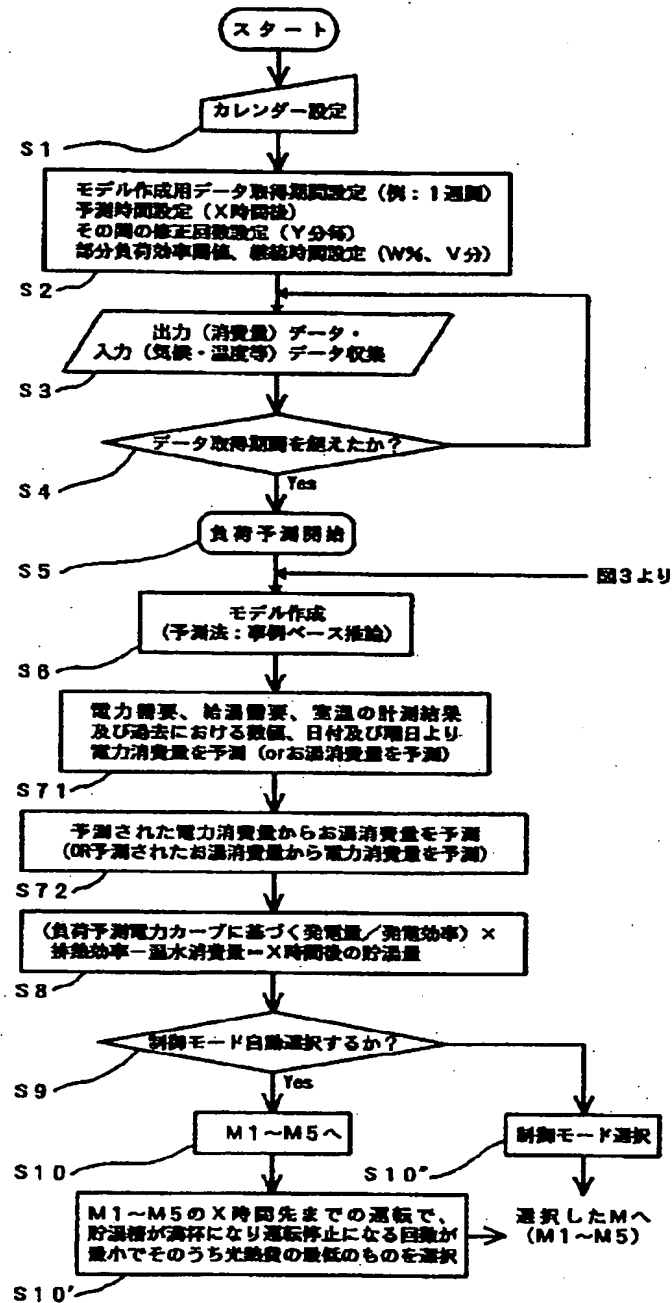 スタート
カレンダー設定
S1
モデル作成用データ取得期間設定（例：1週間）
予測時間設定（X時間後）
その間の修正回数設定（Y分毎）
部分負荷効率閾値、継続時間設定（W%、V分）
S2
出力（消費量）データ・
入力（気候・温度等）データ収集
S3
データ取得期間を超えたか？
S4
Yes
負荷予測開始
S5
図3より
モデル作成
（予測法：事例ベース推論）
S6
電力需要、給湯需要、室温の計測結果
及び過去における数値、日付及び曜日より
電力消費量を予測（orお湯消費量を予測）
S71
予測された電力消費量からお湯消費量を予測
（OR予測されたお湯消費量から電力消費量を予測）
S72
（負荷予測電力カーブに基づく発電量／発電効率）×
排熱効率－温水消費量＝X時間後の貯湯量
S8
制御モード自動選択するか？
S9
Yes
M1～M5へ
S10
制御モード選択
S10"
M1～M5のX時間先までの運転で、
貯湯槽が満杯になり運転停止になる回数が
最小でそのうち光熱費の最低のものを選択
S10'
選択したMへ
（M1～M5）